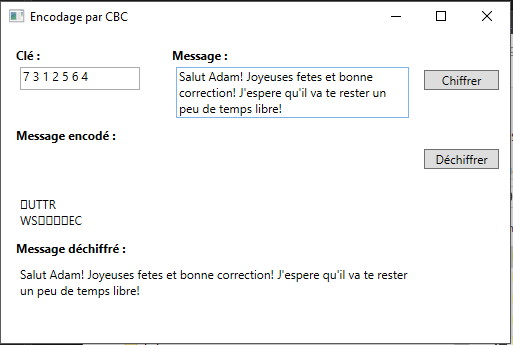 Encodage par CBC
Clé :
Message :
7 3 1 2 5 6 4
Salut Adam! Joyeuses fetes et bonne
correction! J'espere qu'il va te rester un
peu de temps libre!
Chiffrer
Message encodé :
Déchiffrer
▯UTTR
WS▯▯▯▯EC
Message déchiffré :
Salut Adam! Joyeuses fetes et bonne correction! J'espere qu'il va te rester
un peu de temps libre!